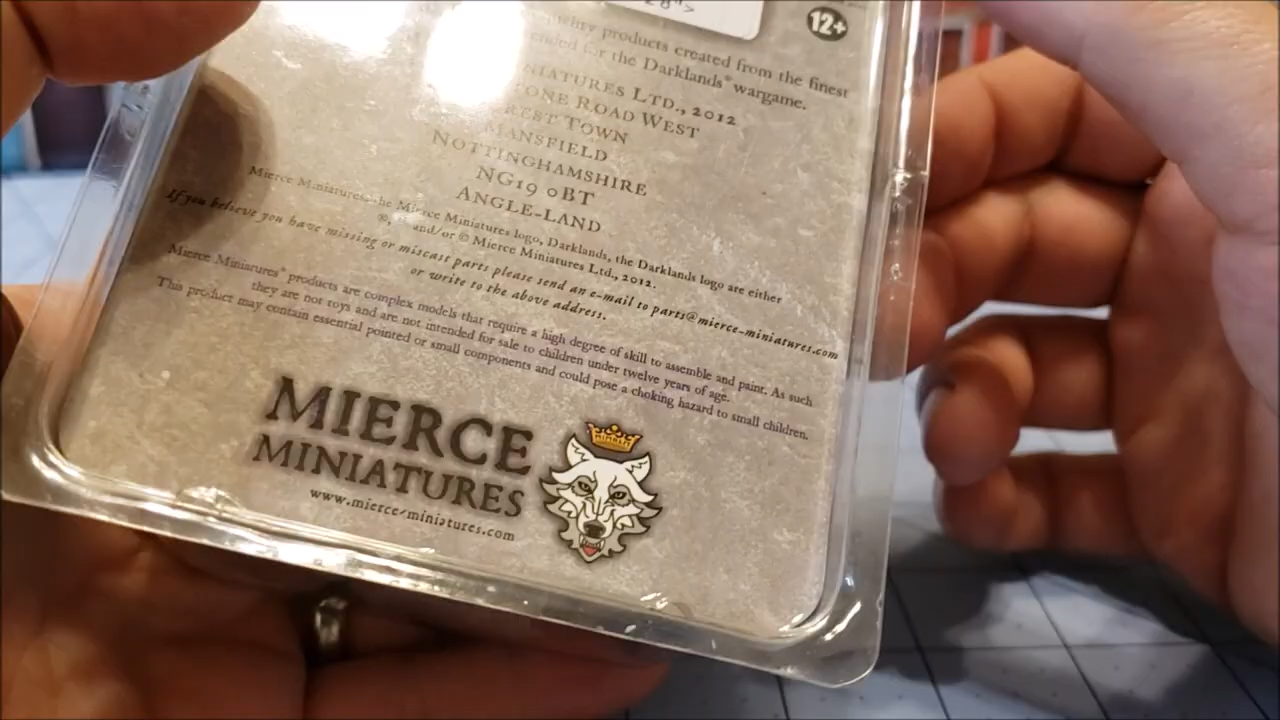 12+
products created from the finest
for the Darklands® wargame.
LTD., 2012
ROAD WEST
TOWN
MANSFIELD
NOTTINGHAMSHIRE
NG19 0BT
ANGLE-LAND
Mierce Miniatures, the Mierce Miniatures logo, Darklands, the Darklands logo are either
and/or © Mierce Miniatures Ltd., 2012.
If you believe you have missing or miscast parts please send an e-mail to parts@mierce-miniatures.com
or write to the above address.
Mierce Miniatures® products are complex models that require a high degree of skill to assemble and paint. As such
they are not toys and are not intended for sale to children under twelve years of age.
This product may contain essential pointed or small components and could pose a choking hazard to small children.
MIERCE
MINIATURES
www.mierce-miniatures.com